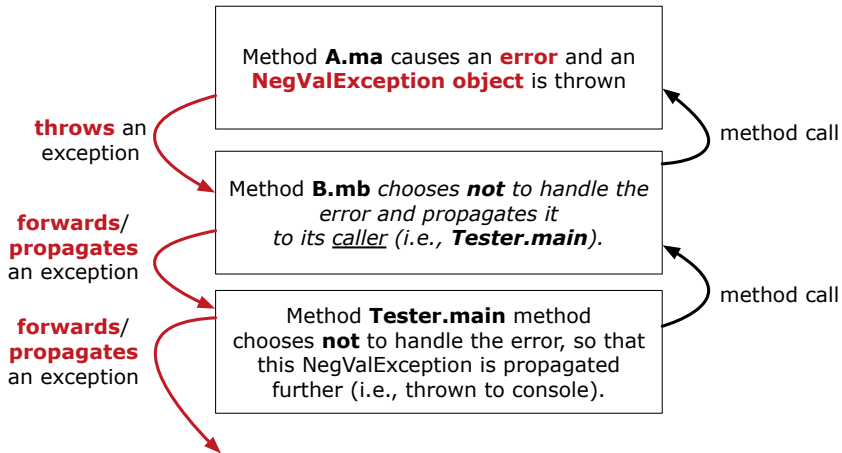 Method A.ma causes an error and an
NegValException object is thrown
throws an
exception
method call
Method B.mb chooses not to handle the
error and propagates it
to its caller (i.e., Tester.main).
forwards/
propagates
an exception
method call
Method Tester.main method
chooses not to handle the error, so that
this NegValException is propagated
further (i.e., thrown to console).
forwards/
propagates
an exception